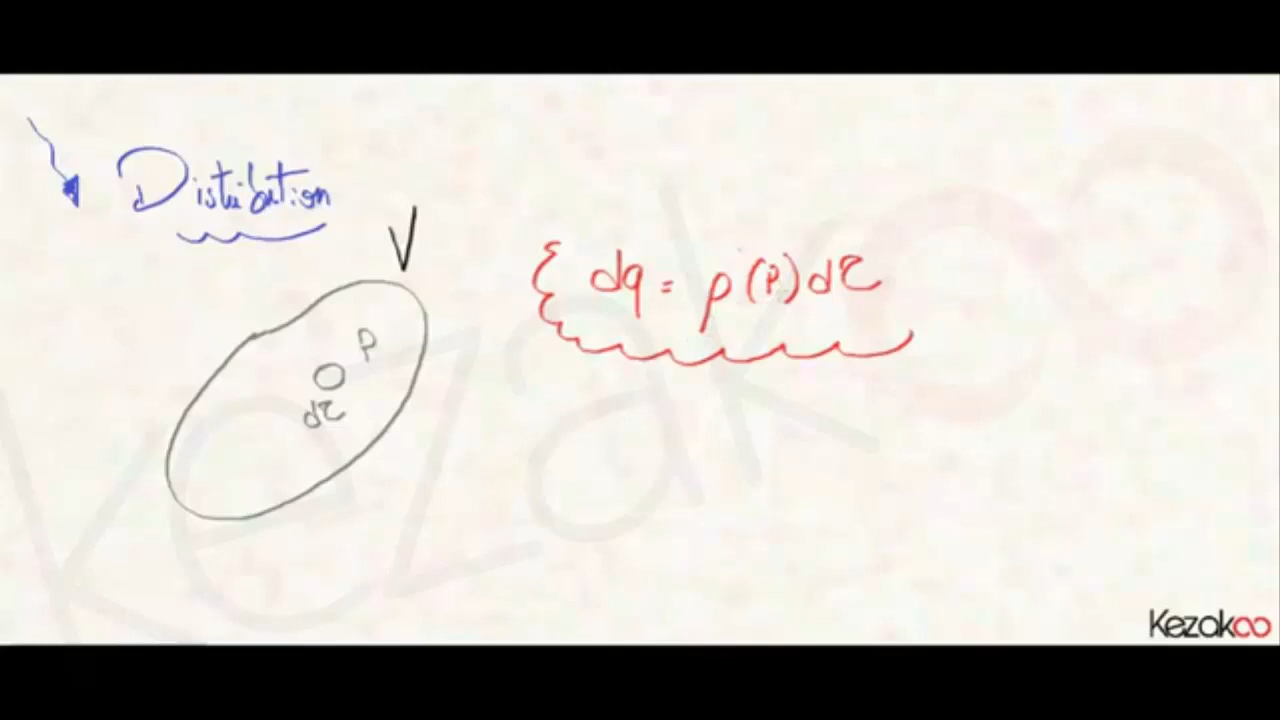 Distribution
V
dq = ρ(P)dτ
P
dτ
Kezakoo